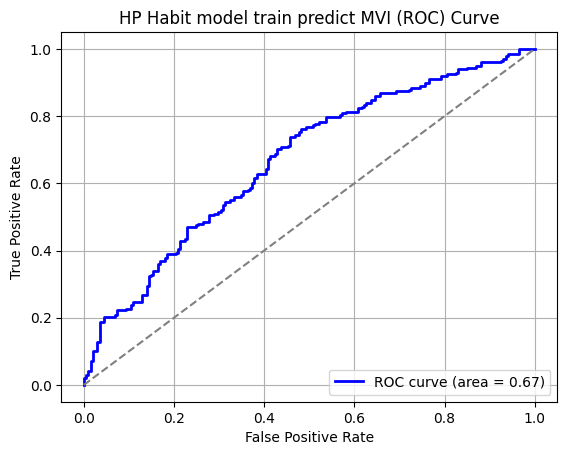 HP Habit model train predict MVI (ROC) Curve
True Positive Rate
1.0
0.8
0.6
0.4
0.2
0.0
ROC curve (area = 0.67)
0.0 0.2 0.4 0.6 0.8 1.0
False Positive Rate